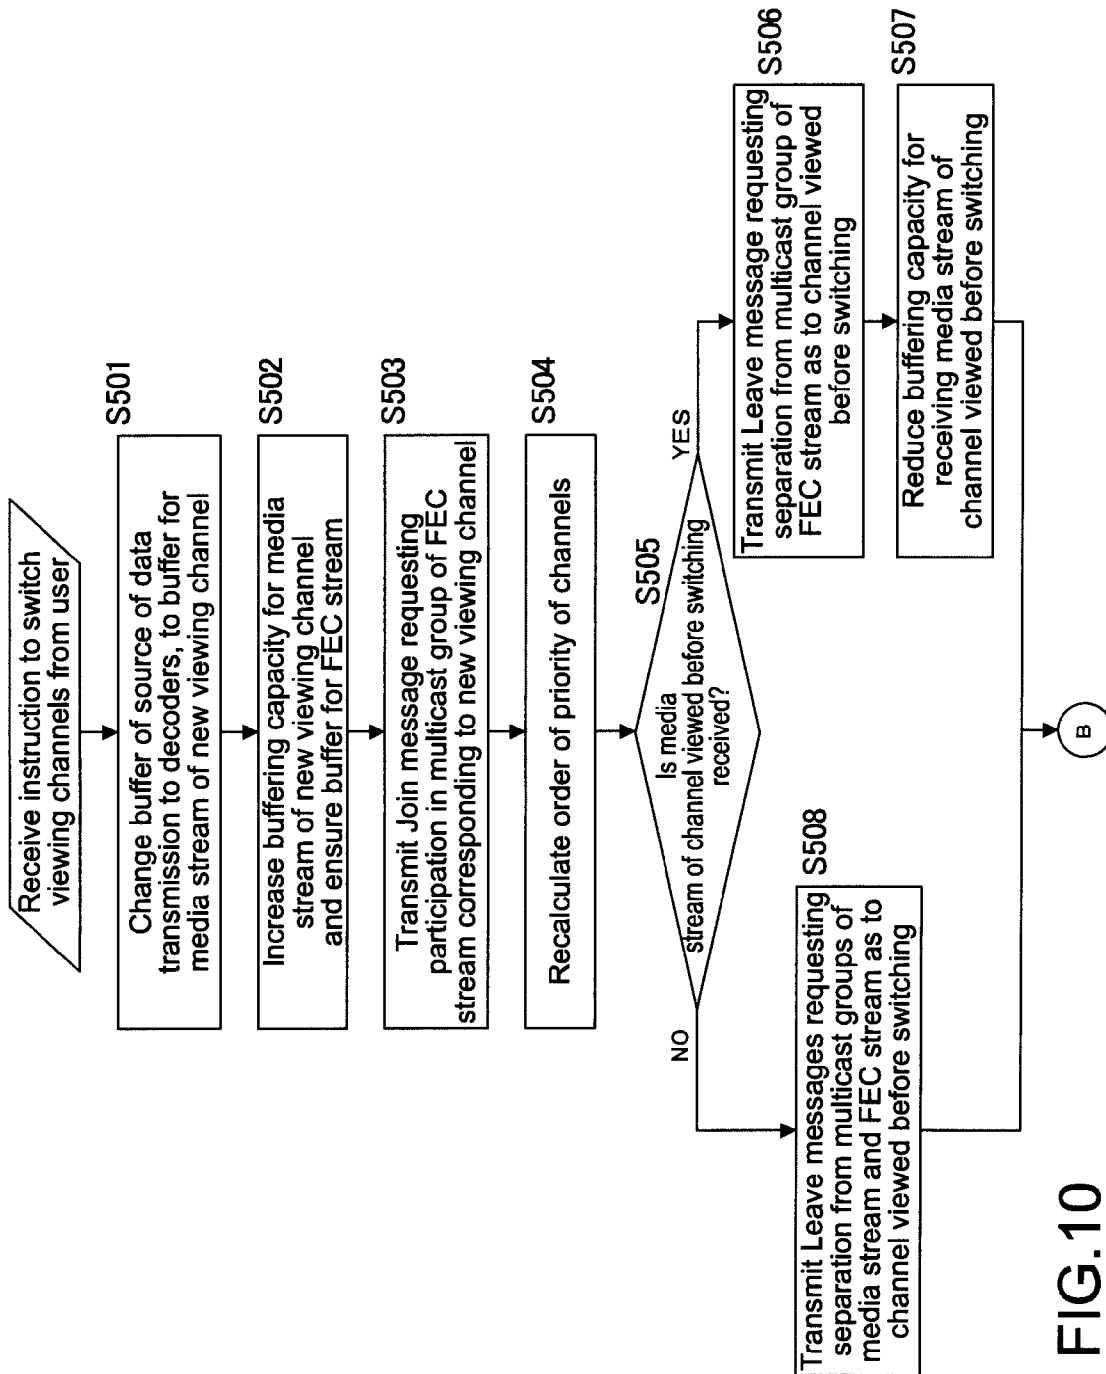 Receive instruction to switch
viewing channels from user
S501
Change buffer of source of data
transmission to decoders, to buffer for
media stream of new viewing channel
S502
Increase buffering capacity for media
stream of new viewing channel
and ensure buffer for FEC stream
S503
Transmit Join message requesting
participation in multicast group of FEC
stream corresponding to new viewing channel
S504
Recalculate order of priority of channels
S505
Is media
stream of channel viewed before switching
received?
YES
S506
Transmit Leave message requesting
separation from multicast group of
FEC stream as to channel viewed
before switching
S507
Reduce buffering capacity for
receiving media stream of
channel viewed before switching
NO
S508
Transmit Leave messages requesting
separation from multicast groups of
media stream and FEC stream as to
channel viewed before switching
B
FIG.10